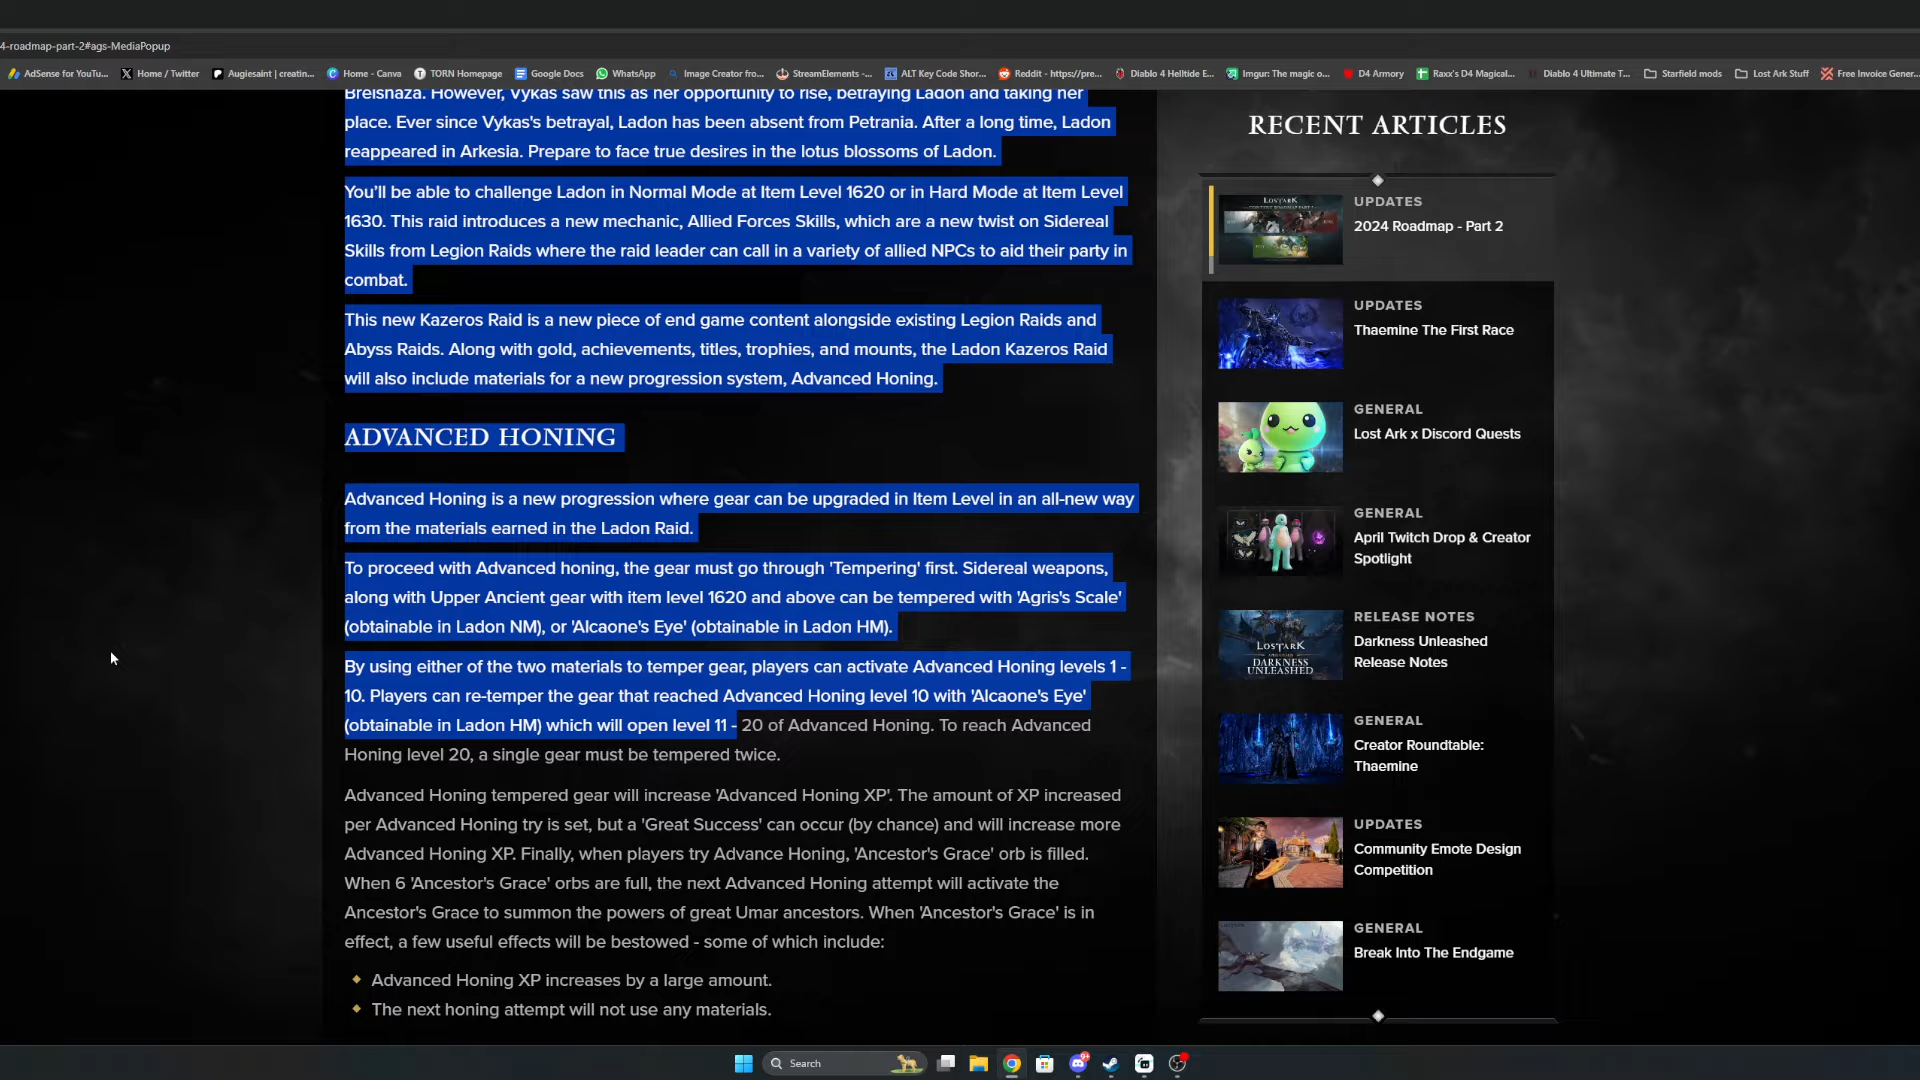 4-roadmap-part-2#ags-MediaPopup
AdSense for YouTu...
Home / Twitter
Augiesaint | creatin...
Home - Canva
TORN Homepage
Google Docs
WhatsApp
Image Creator fro...
StreamElements -...
ALT Key Code Shor...
Reddit - https://pre...
Diablo 4 Helltide E...
Imgur: The magic o...
D4 Armory
Raxx's D4 Magical...
Diablo 4 Ultimate T...
Starfield mods
Lost Ark Stuff
Free Invoice Gener...
Brelshaza. However, Vykas saw this as her opportunity to rise, betraying Ladon and taking her
place. Ever since Vykas's betrayal, Ladon has been absent from Petrania. After a long time, Ladon
reappeared in Arkesia. Prepare to face true desires in the lotus blossoms of Ladon.
You'll be able to challenge Ladon in Normal Mode at Item Level 1620 or in Hard Mode at Item Level
1630. This raid introduces a new mechanic, Allied Forces Skills, which are a new twist on Sidereal
Skills from Legion Raids where the raid leader can call in a variety of allied NPCs to aid their party in
combat.
This new Kazeros Raid is a new piece of end game content alongside existing Legion Raids and
Abyss Raids. Along with gold, achievements, titles, trophies, and mounts, the Ladon Kazeros Raid
will also include materials for a new progression system, Advanced Honing.
ADVANCED HONING
Advanced Honing is a new progression where gear can be upgraded in Item Level in an all-new way
from the materials earned in the Ladon Raid.
To proceed with Advanced honing, the gear must go through 'Tempering' first. Sidereal weapons,
along with Upper Ancient gear with item level 1620 and above can be tempered with 'Agris's Scale'
(obtainable in Ladon NM), or 'Alcaone's Eye' (obtainable in Ladon HM).
By using either of the two materials to temper gear, players can activate Advanced Honing levels 1 -
10. Players can re-temper the gear that reached Advanced Honing level 10 with 'Alcaone's Eye'
(obtainable in Ladon HM) which will open level 11 - 20 of Advanced Honing. To reach Advanced
Honing level 20, a single gear must be tempered twice.
Advanced Honing tempered gear will increase 'Advanced Honing XP'. The amount of XP increased
per Advanced Honing try is set, but a 'Great Success' can occur (by chance) and will increase more
Advanced Honing XP. Finally, when players try Advance Honing, 'Ancestor's Grace' orb is filled.
When 6 'Ancestor's Grace' orbs are full, the next Advanced Honing attempt will activate the
Ancestor's Grace to summon the powers of great Umar ancestors. When 'Ancestor's Grace' is in
effect, a few useful effects will be bestowed - some of which include:
Advanced Honing XP increases by a large amount.
The next honing attempt will not use any materials.
RECENT ARTICLES
LOST ARK
UPDATES
2024 Roadmap - Part 2
UPDATES
Thaemine The First Race
GENERAL
Lost Ark x Discord Quests
GENERAL
April Twitch Drop & Creator
Spotlight
LOST ARK
DARKNESS
UNLEASHED
RELEASE NOTES
Darkness Unleashed
Release Notes
GENERAL
Creator Roundtable:
Thaemine
UPDATES
Community Emote Design
Competition
GENERAL
Break Into The Endgame
Search
9+